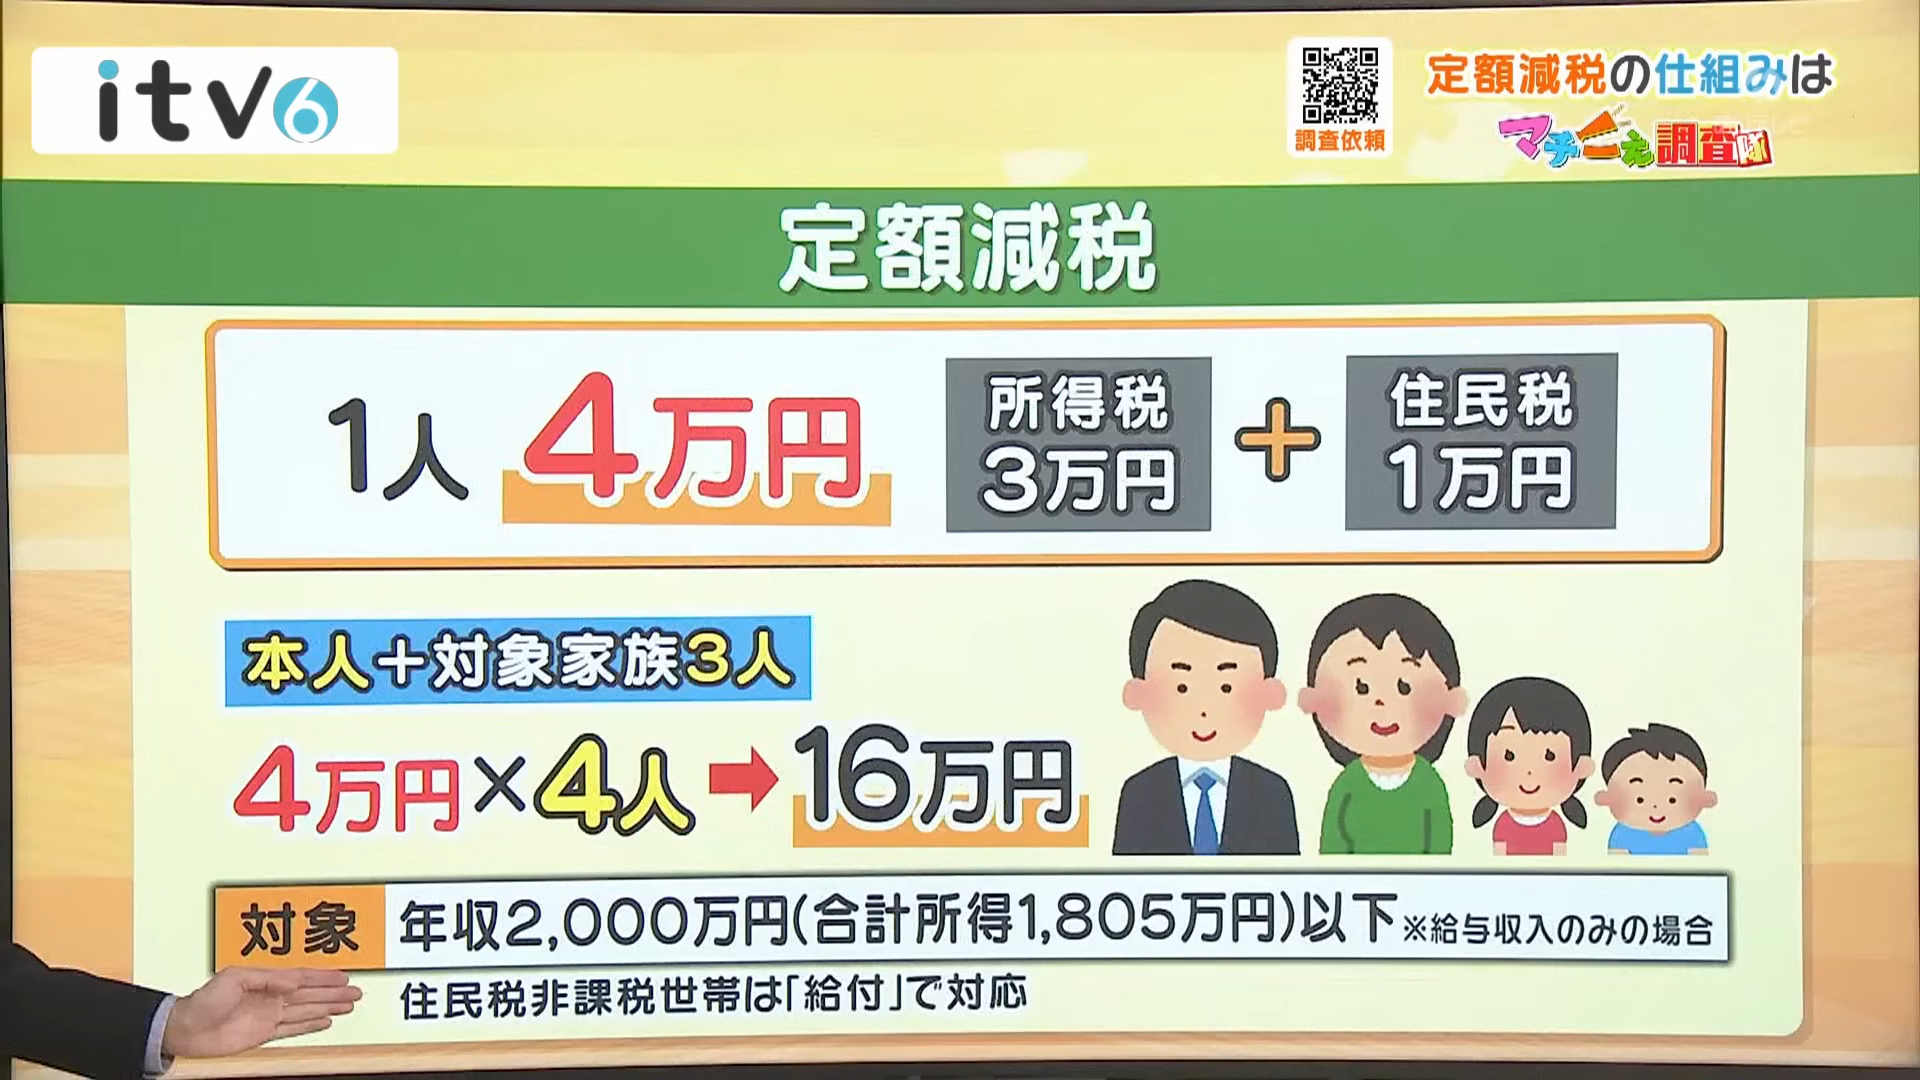 itv6
調査依頼
定額減税の仕組みは
マチこえ調査隊
定額減税
1人 4万円 所得税 3万円 + 住民税 1万円
本人+対象家族3人
4万円×4人→16万円
対象 年収2,000万円(合計所得1,805万円)以下 ※給与収入のみの場合
住民税非課税世帯は「給付」で対応